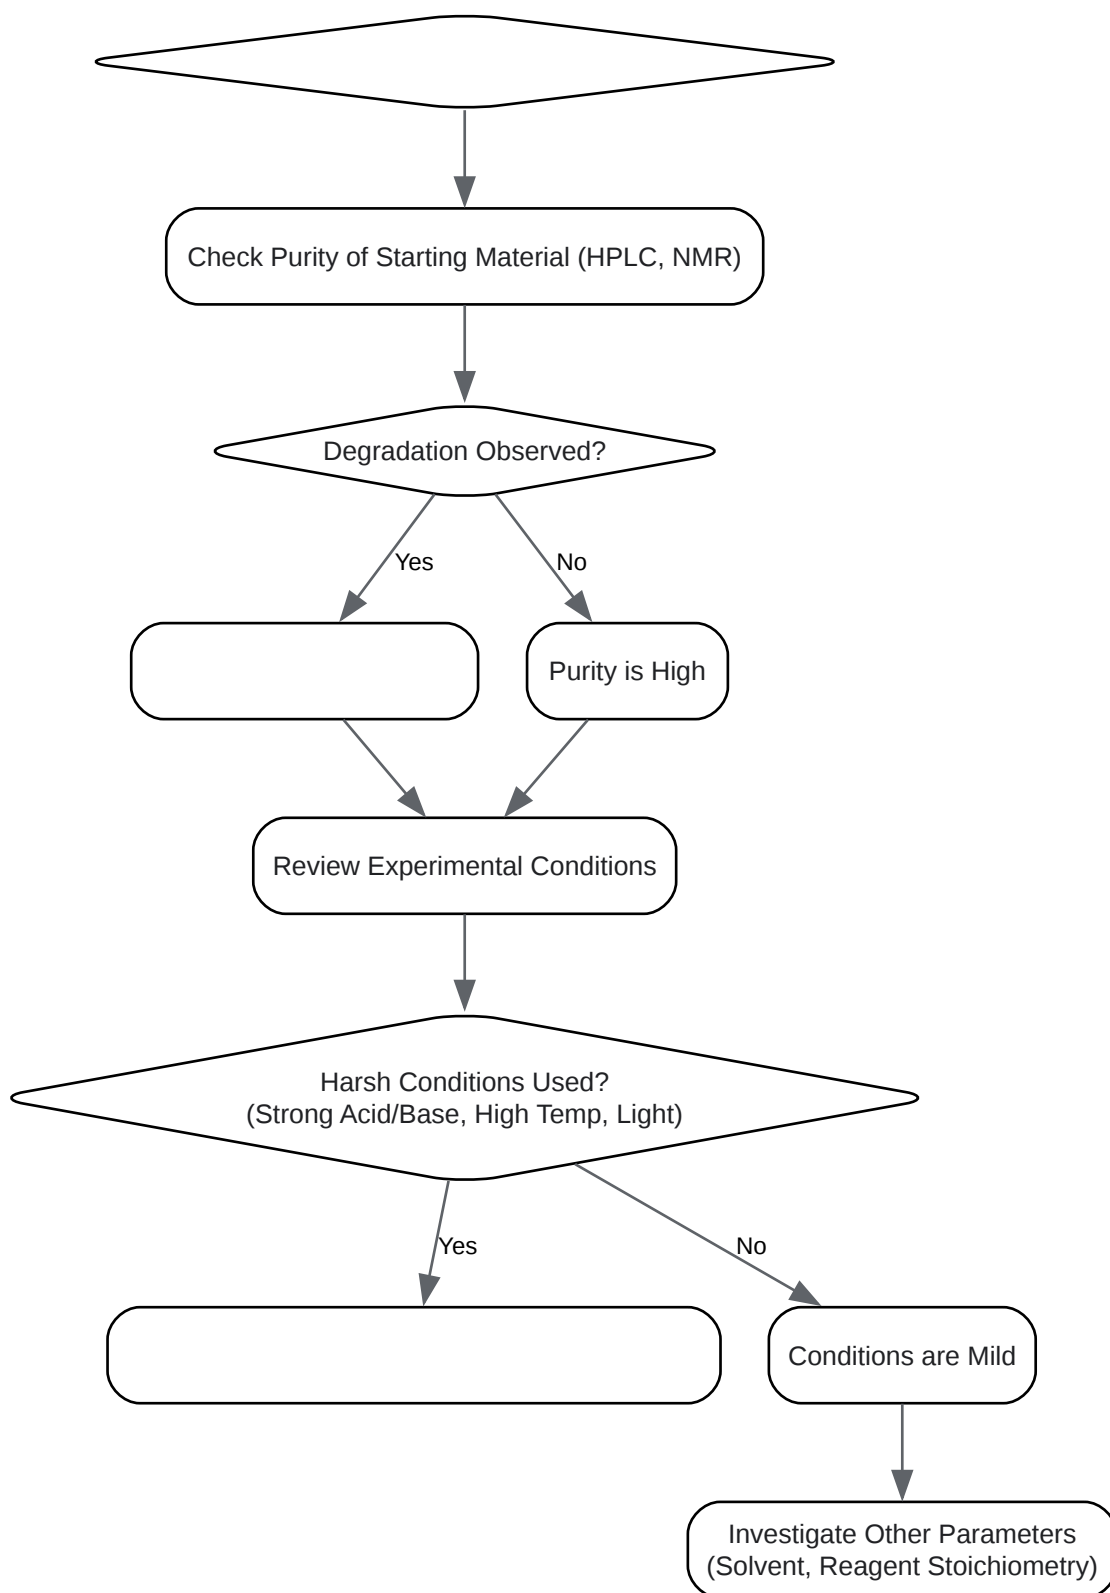 Check Purity of Starting Material (HPLC, NMR)
Degradation Observed?
Yes
No
Purity is High
Review Experimental Conditions
Harsh Conditions Used?
(Strong Acid/Base, High Temp, Light)
Yes
No
Conditions are Mild
Investigate Other Parameters
(Solvent, Reagent Stoichiometry)